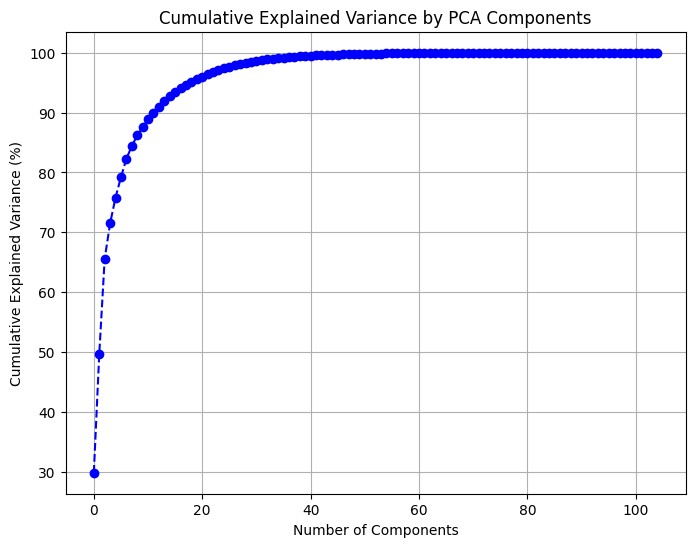 Cumulative Explained Variance by PCA Components
100
90
80
70
60
50
40
30
Cumulative Explained Variance (%)
0 20 40 60 80 100
Number of Components